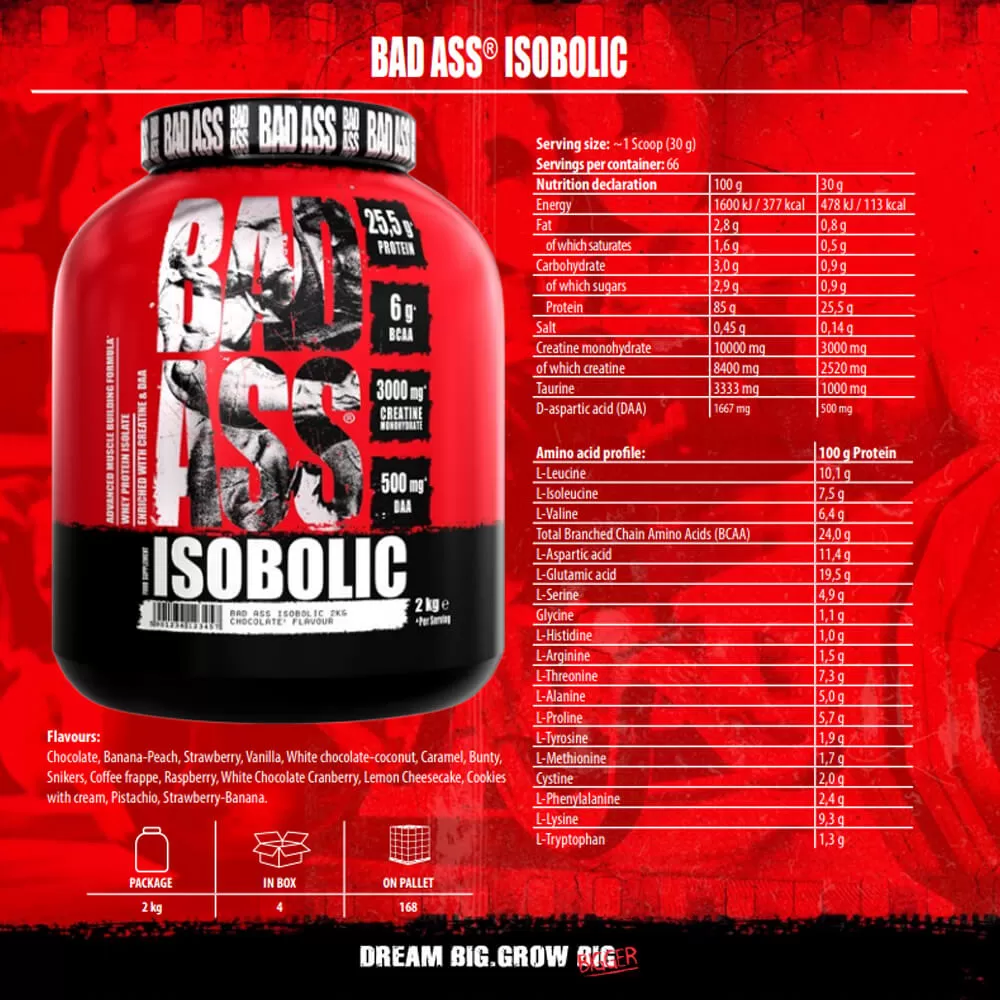 BAD ASS® ISOBOLIC
BAD ASS BAD ASS BAD ASS BAD ASS BAD ASS
BAD
ASS®
ISOBOLIC
25,5 g*
PROTEIN
6 g*
BCAA
3000 mg*
CREATINE
MONOHYDRATE
500 mg*
DAA
ADVANCED MUSCLE BUILDING FORMULA*
WHEY PROTEIN ISOLATE
ENRICHED WITH CREATINE & DAA
FOOD SUPPLEMENT
BAD ASS ISOBOLIC 2KG
CHOCOLATE* FLAVOUR
2 kg e
*Per Serving
Serving size: ~1 Scoop (30 g)
Servings per container: 66
Nutrition declaration 100 g 30 g
Energy 1600 kJ / 377 kcal 478 kJ / 113 kcal
Fat 2,8 g 0,8 g
of which saturates 1,6 g 0,5 g
Carbohydrate 3,0 g 0,9 g
of which sugars 2,9 g 0,9 g
Protein 85 g 25,5 g
Salt 0,45 g 0,14 g
Creatine monohydrate 10000 mg 3000 mg
of which creatine 8400 mg 2520 mg
Taurine 3333 mg 1000 mg
D-aspartic acid (DAA) 1667 mg 500 mg
Amino acid profile: 100 g Protein
L-Leucine 10,1 g
L-Isoleucine 7,5 g
L-Valine 6,4 g
Total Branched Chain Amino Acids (BCAA) 24,0 g
L-Aspartic acid 11,4 g
L-Glutamic acid 19,5 g
L-Serine 4,9 g
Glycine 1,1 g
L-Histidine 1,0 g
L-Arginine 1,5 g
L-Threonine 7,3 g
L-Alanine 5,0 g
L-Proline 5,7 g
L-Tyrosine 1,9 g
L-Methionine 1,7 g
Cystine 2,0 g
L-Phenylalanine 2,4 g
L-Lysine 9,3 g
L-Tryptophan 1,3 g
Flavours:
Chocolate, Banana-Peach, Strawberry, Vanilla, White chocolate-coconut, Caramel, Bunty,
Snikers, Coffee frappe, Raspberry, White Chocolate Cranberry, Lemon Cheesecake, Cookies
with cream, Pistachio, Strawberry-Banana.
PACKAGE IN BOX ON PALLET
2 kg 4 168
DREAM BIG.GROW BIG BIGGER